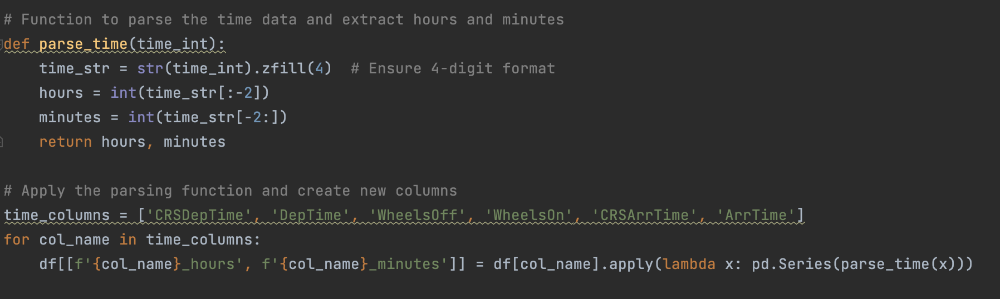 # Function to parse the time data and extract hours and minutes
def parse_time(time_int):
    time_str = str(time_int).zfill(4)  # Ensure 4-digit format
    hours = int(time_str[:-2])
    minutes = int(time_str[-2:])
    return hours, minutes

# Apply the parsing function and create new columns
time_columns = ['CRSDepTime', 'DepTime', 'WheelsOff', 'WheelsOn', 'CRSArrTime', 'ArrTime']
for col_name in time_columns:
    df[[f'{col_name}_hours', f'{col_name}_minutes']] = df[col_name].apply(lambda x: pd.Series(parse_time(x)))